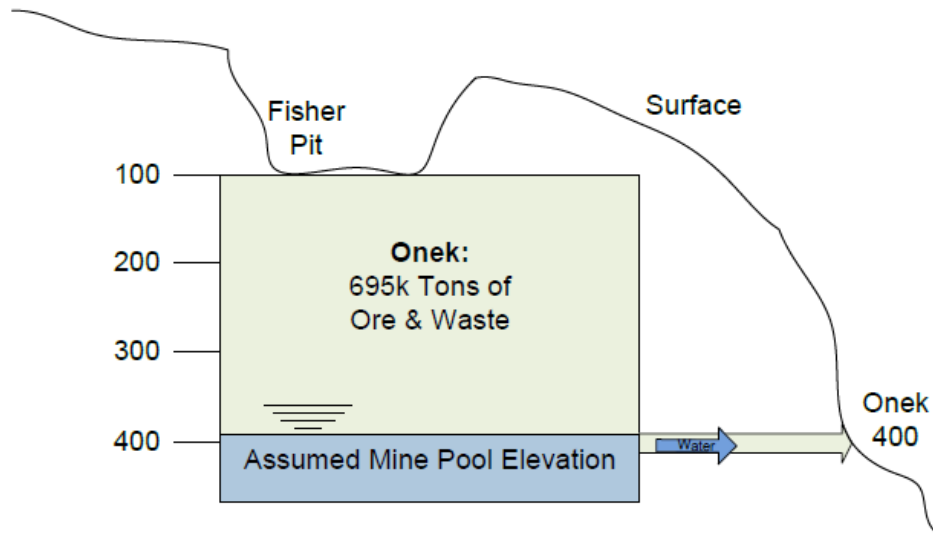 Fisher
Pit
Surface
100
200
300
400
Onek:
695k Tons of
Ore & Waste
Onek
400
Water
Assumed Mine Pool Elevation